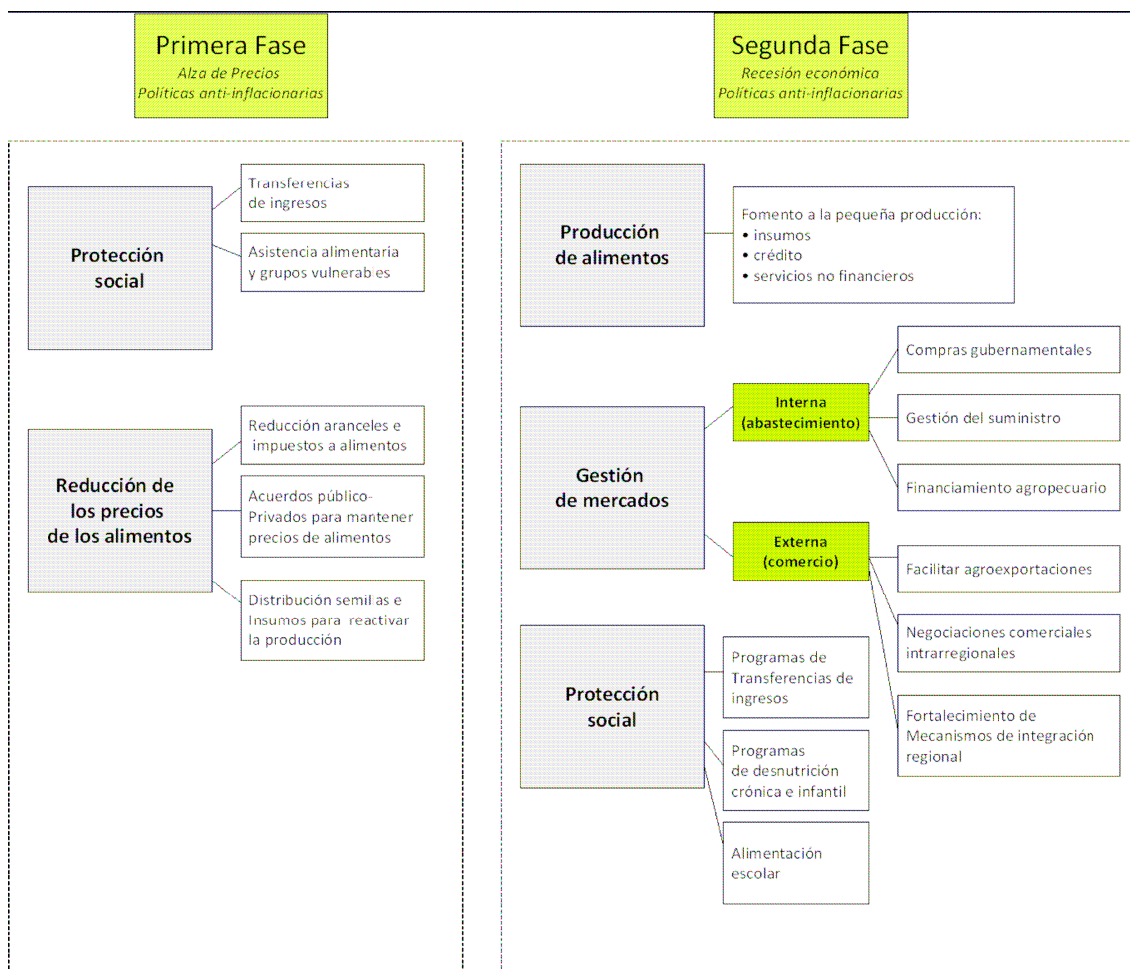 Primera Fase
Alza de Precios
Políticas anti-inflacionarias
Protección
social
Transferencias
de ingresos
Asistencia alimentaria
y grupos vulnerables
Reducción de
los precios
de los alimentos
Reducción aranceles e
impuestos a alimentos
Acuerdos público-
Privados para mantener
precios de alimentos
Distribución semillas e
Insumos para reactivar
la producción
Segunda Fase
Recesión económica
Políticas anti-inflacionarias
Producción
de alimentos
Fomento a la pequeña producción:
• insumos
• crédito
• servicios no financieros
Gestión
de mercados
Interna
(abastecimiento)
Compras gubernamentales
Gestión del suministro
Financiamiento agropecuario
Externa
(comercio)
Facilitar agroexportaciones
Negociaciones comerciales
intrarregionales
Fortalecimiento de
Mecanismos de integración
regional
Protección
social
Programas de
Transferencias de
ingresos
Programas
de desnutrición
crónica e infantil
Alimentación
escolar